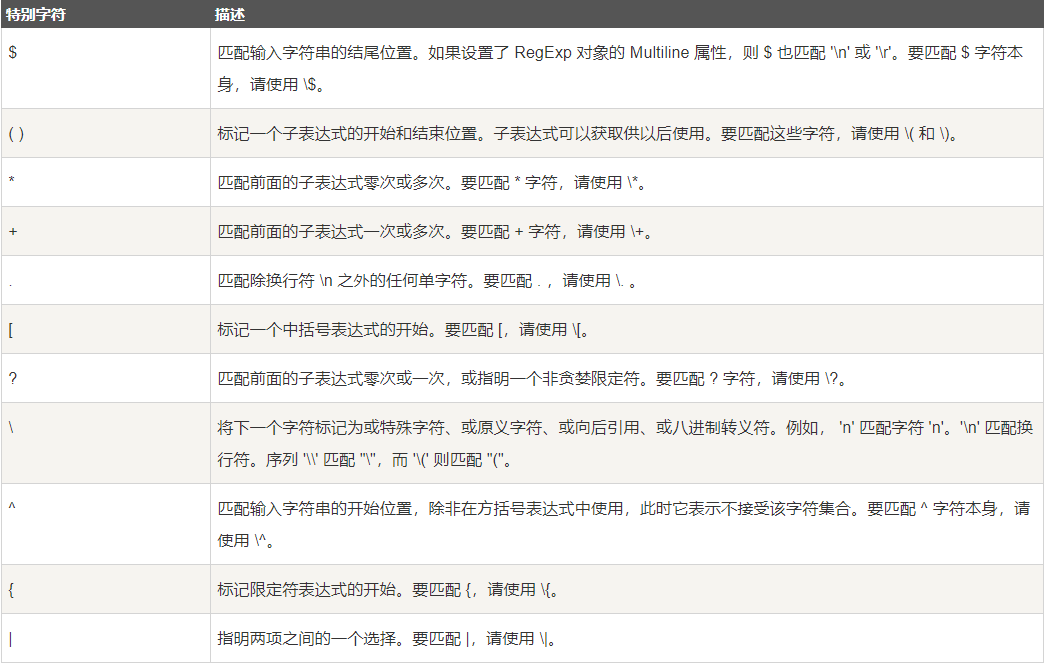 特别字符 描述
$ 匹配输入字符串的结尾位置。如果设置了 RegExp 对象的 Multiline 属性，则 $ 也匹配 '\n' 或 '\r'。要匹配 $ 字符本
身，请使用 \$。
( ) 标记一个子表达式的开始和结束位置。子表达式可以获取供以后使用。要匹配这些字符，请使用 \( 和 \)。
* 匹配前面的子表达式零次或多次。要匹配 * 字符，请使用 \*。
+ 匹配前面的子表达式一次或多次。要匹配 + 字符，请使用 \+。
. 匹配除换行符 \n 之外的任何单字符。要匹配 . ，请使用 \. 。
[ 标记一个中括号表达式的开始。要匹配 [，请使用 \[。
? 匹配前面的子表达式零次或一次，或指明一个非贪婪限定符。要匹配 ? 字符，请使用 \?。
\ 将下一个字符标记为或特殊字符、或原义字符、或向后引用、或八进制转义符。例如， 'n' 匹配字符 'n'。'\n' 匹配换
行符。序列 '\\' 匹配 "\"，而 '\(' 则匹配 "("。
^ 匹配输入字符串的开始位置，除非在方括号表达式中使用，此时它表示不接受该字符集合。要匹配 ^ 字符本身，请
使用 \^。
{ 标记限定符表达式的开始。要匹配 {，请使用 \{。
| 指明两项之间的一个选择。要匹配 |，请使用 \|。